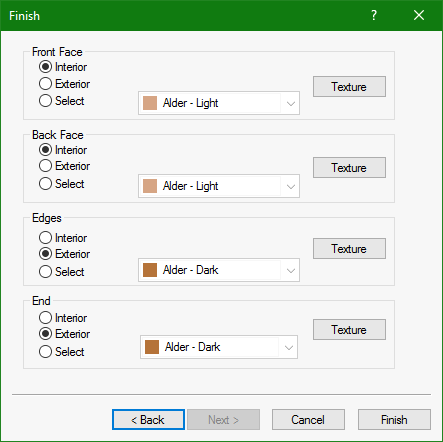 Finish ?
Front Face
Interior
Exterior
Select
Alder - Light
Texture
Back Face
Interior
Exterior
Select
Alder - Light
Texture
Edges
Interior
Exterior
Select
Alder - Dark
Texture
End
Interior
Exterior
Select
Alder - Dark
Texture
< Back Next > Cancel Finish